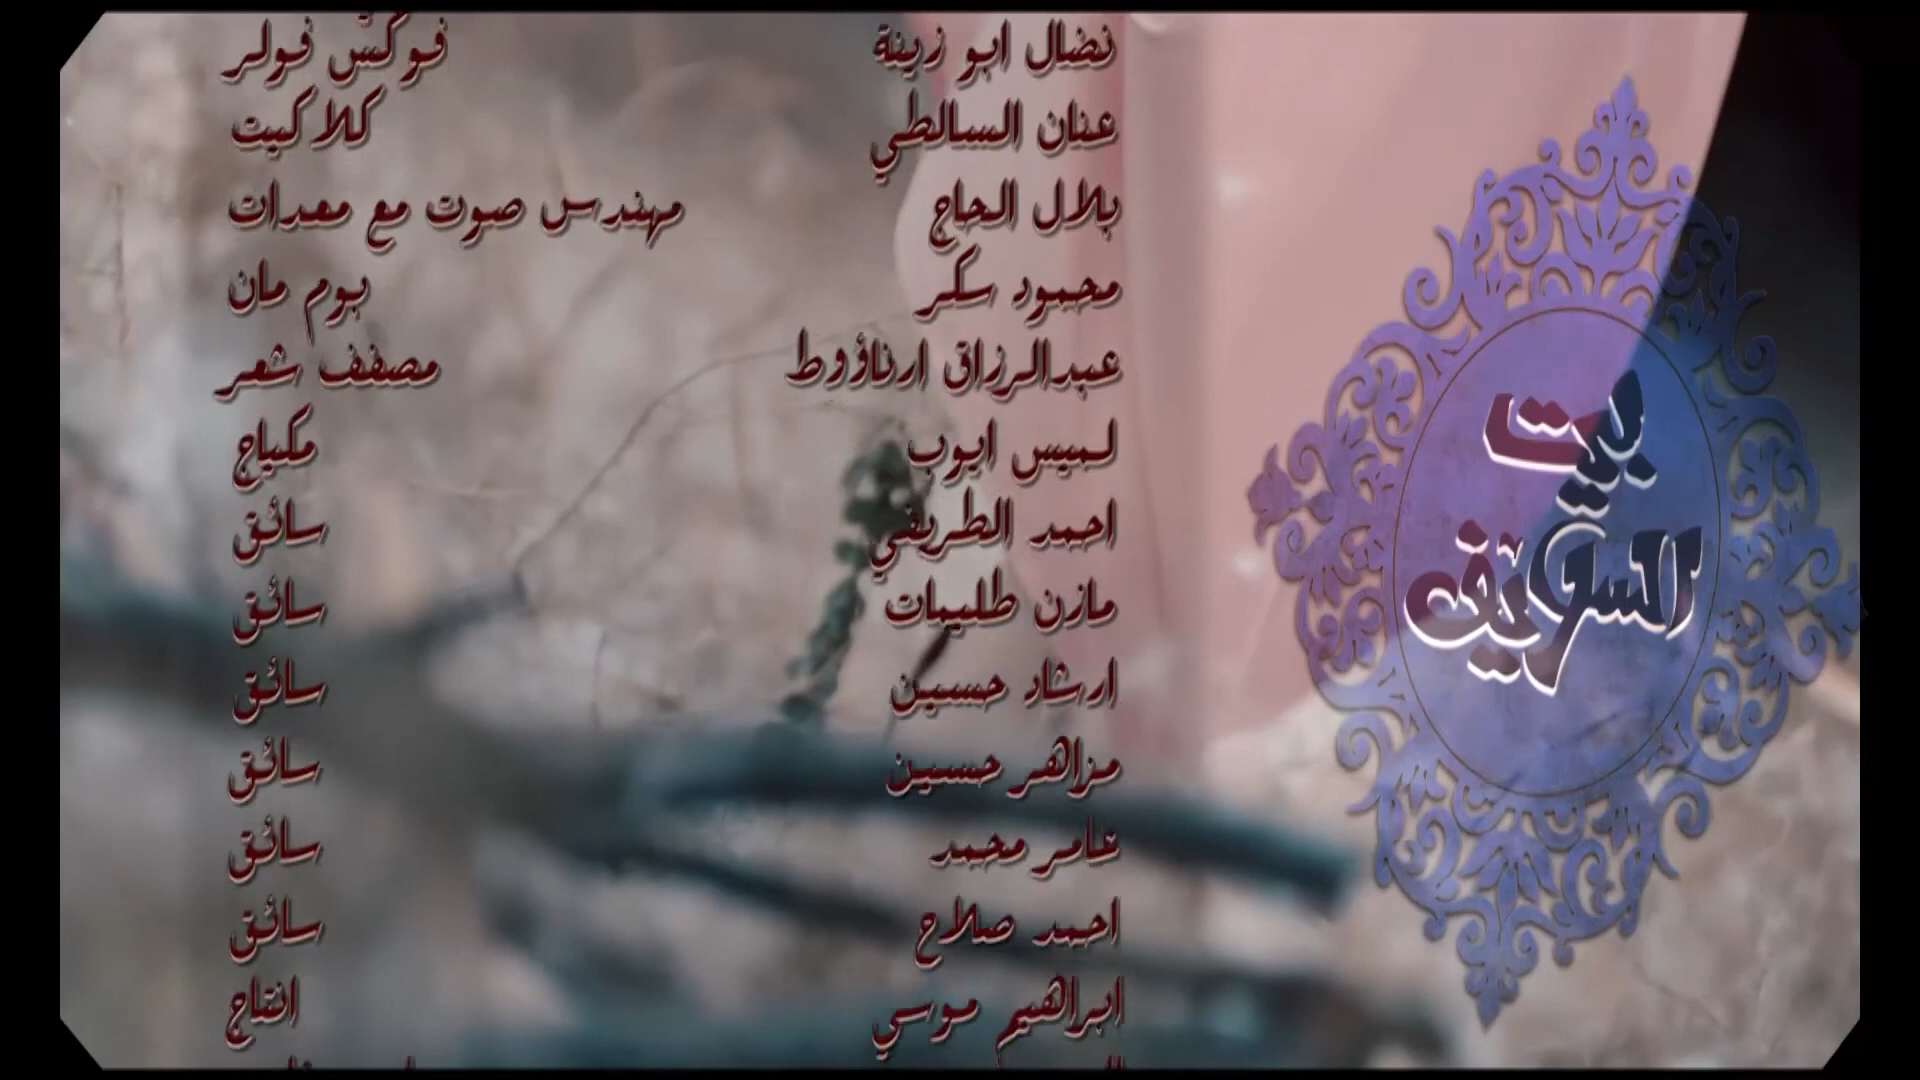 نضال ابو زينة فوكس فولر
عنان السالطي كلاكيت
بلال الحاج مهندس صوت مع معدات
محمود سكر بوم مان
عبدالرزاق ارناؤوط مصفف شعر
لميس ايوب مكياج
احمد الطريفي سائق
مازن طليمات سائق
ارشاد حسين سائق
مزاهر حسين سائق
عامر محمد سائق
احمد صلاح سائق
ابراهيم موسي انتاج
بيت
السويف